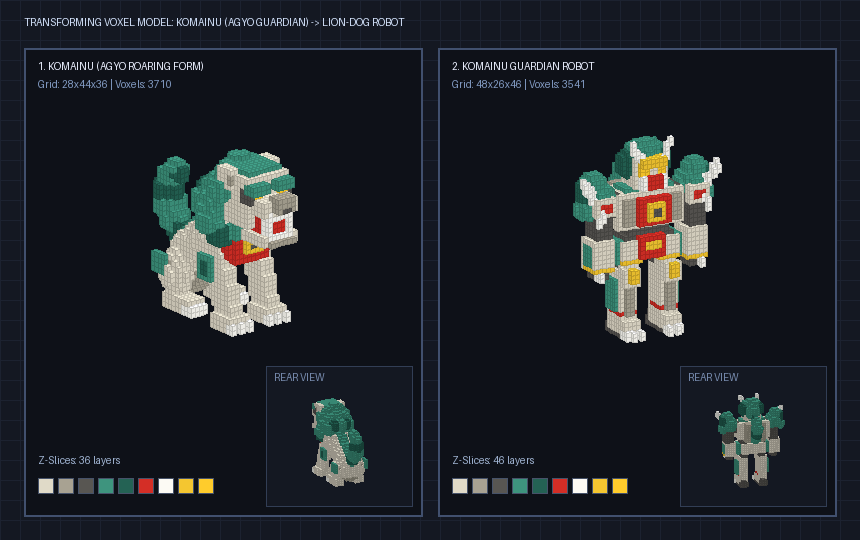 TRANSFORMING VOXEL MODEL: KOMAINU (AGYO GUARDIAN) -> LION-DOG ROBOT
1. KOMAINU (AGYO ROARING FORM)
Grid: 28x44x36 | Voxels: 3710
REAR VIEW
Z-Slices: 36 layers
2. KOMAINU GUARDIAN ROBOT
Grid: 48x26x46 | Voxels: 3541
REAR VIEW
Z-Slices: 46 layers